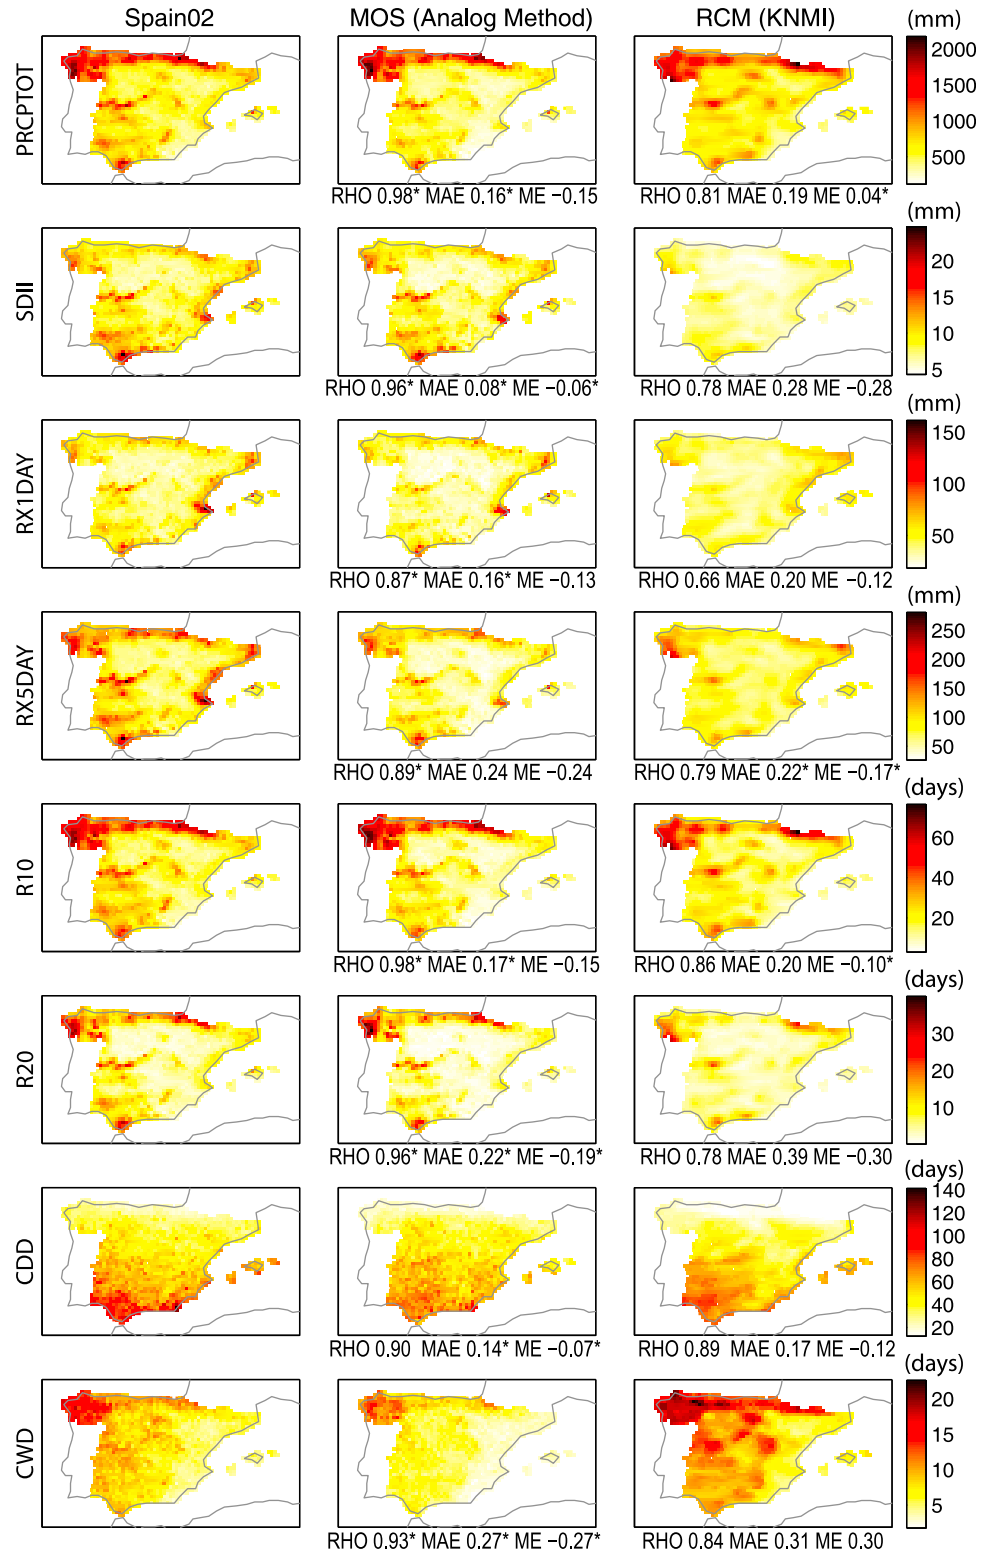 Spain02 MOS (Analog Method) RCM (KNMI) (mm)
PRCPTOT
2000
1500
1000
500
RHO 0.98* MAE 0.16* ME −0.15
RHO 0.81 MAE 0.19 ME 0.04*
(mm)
SDII
20
15
10
5
RHO 0.96* MAE 0.08* ME −0.06*
RHO 0.78 MAE 0.28 ME −0.28
(mm)
RX1DAY
150
100
50
RHO 0.87* MAE 0.16* ME −0.13
RHO 0.66 MAE 0.20 ME −0.12
(mm)
RX5DAY
250
200
150
100
50
RHO 0.89* MAE 0.24 ME −0.24
RHO 0.79 MAE 0.22* ME −0.17*
(days)
R10
60
40
20
RHO 0.98* MAE 0.17* ME −0.15
RHO 0.86 MAE 0.20 ME −0.10*
(days)
R20
30
20
10
RHO 0.96* MAE 0.22* ME −0.19*
RHO 0.78 MAE 0.39 ME −0.30
(days)
CDD
140
120
100
80
60
40
20
RHO 0.90 MAE 0.14* ME −0.07*
RHO 0.89 MAE 0.17 ME −0.12
(days)
CWD
20
15
10
5
RHO 0.93* MAE 0.27* ME −0.27*
RHO 0.84 MAE 0.31 ME 0.30